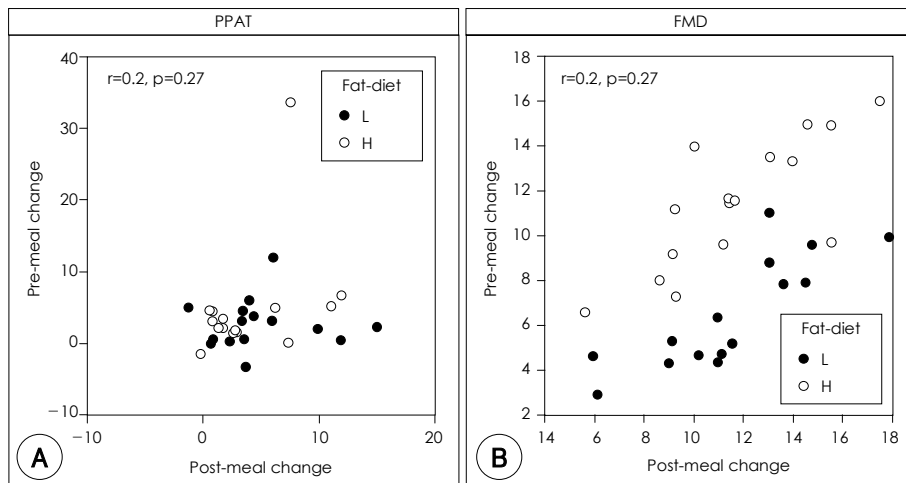 PPAT
FMD
r=0.2, p=0.27
Fat-diet
L
H
Pre-meal change
40
30
20
10
0
−10
−10
0
10
20
Post-meal change
A
r=0.2, p=0.27
Fat-diet
L
H
Pre-meal change
18
16
14
12
10
8
6
4
2
14
6
8
10
12
14
16
18
Post-meal change
B